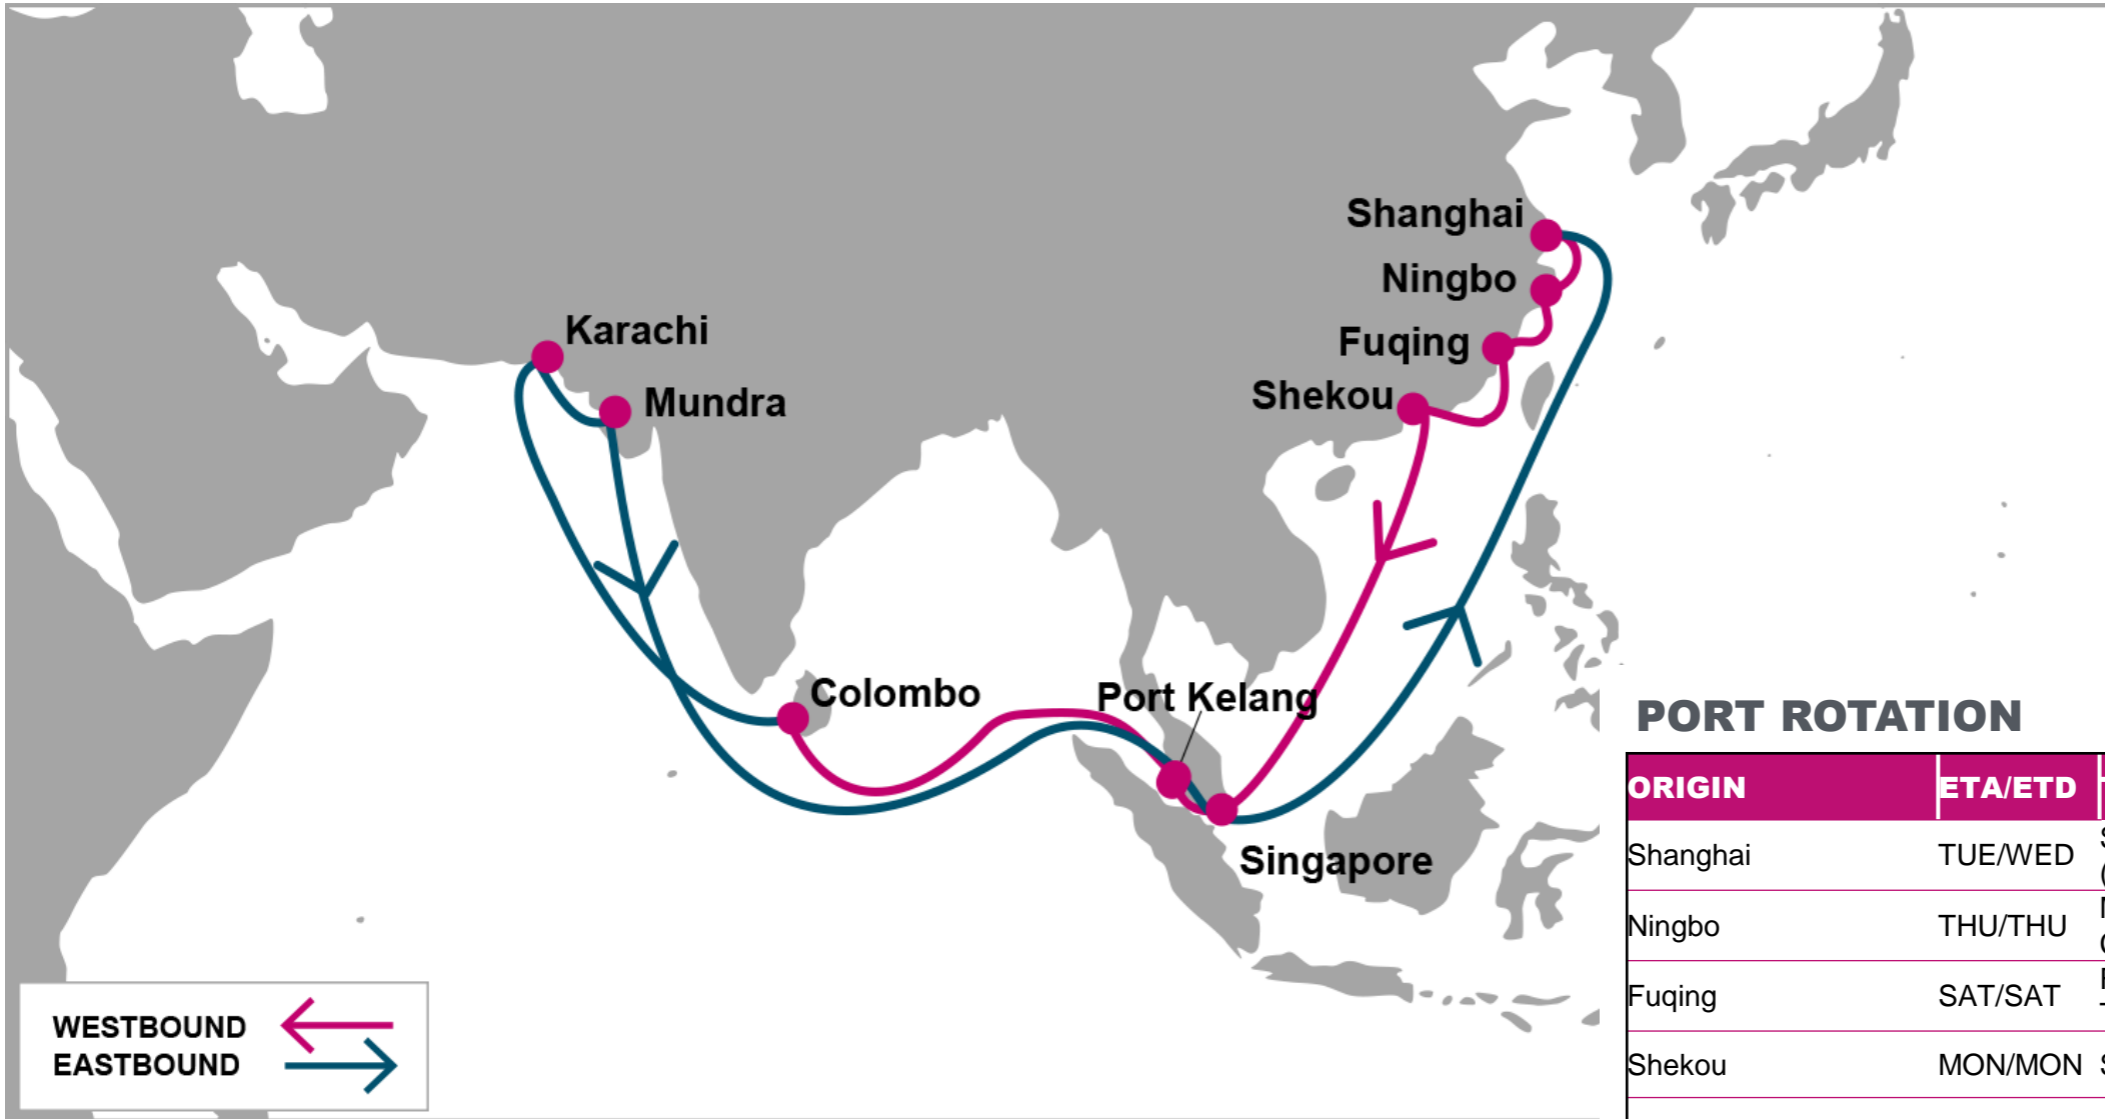 Shanghai
Ningbo
Fuqing
Shekou
Karachi
Mundra
Colombo
Port Kelang
Singapore
WESTBOUND
EASTBOUND
PORT ROTATION
ORIGIN ETA/ETD
Shanghai TUE/WED
Ningbo THU/THU
Fuqing SAT/SAT
Shekou MON/MON